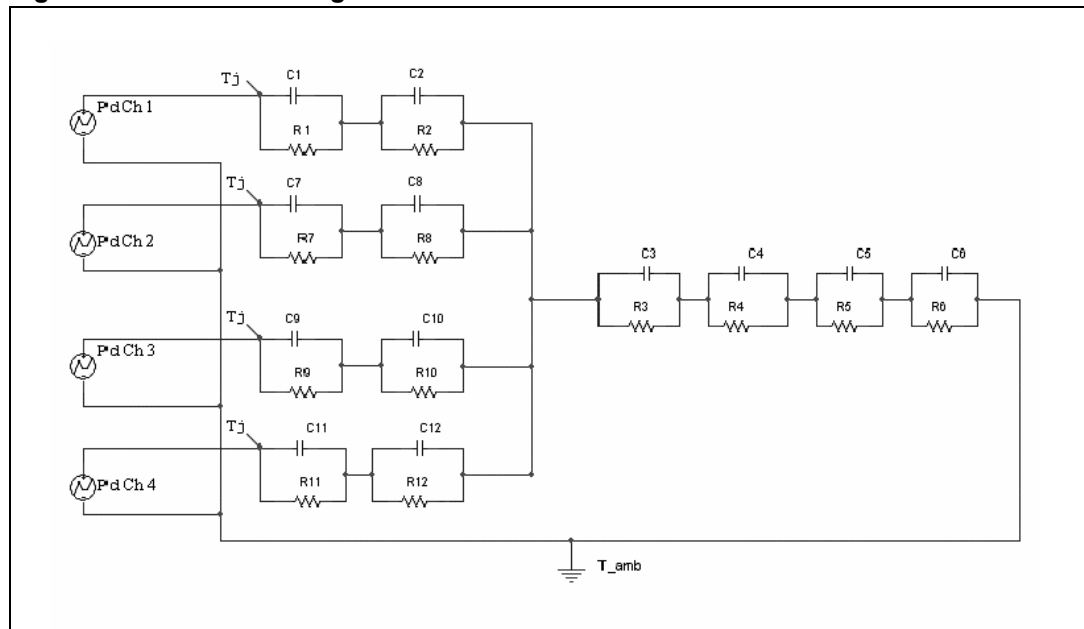 Tj
C1
C2
PdCh1
R1
R2
Tj
C7
C8
PdCh2
R7
R8
C3
C4
C5
C6
R3
R4
R5
R6
Tj
C9
C10
PdCh3
R9
R10
Tj
C11
C12
PdCh4
R11
R12
T_amb